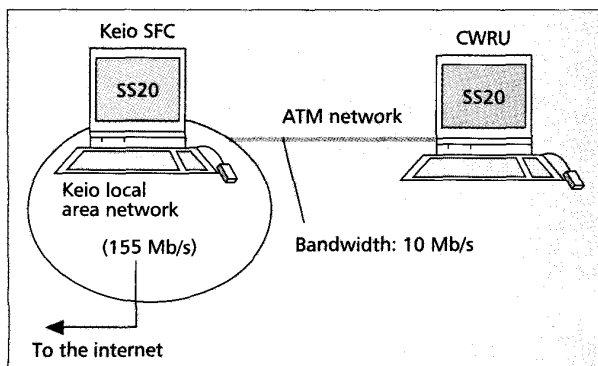 Keio SFC
CWRU
SS20
SS20
ATM network
Keio local
area network
(155 Mb/s)
Bandwidth: 10 Mb/s
To the internet